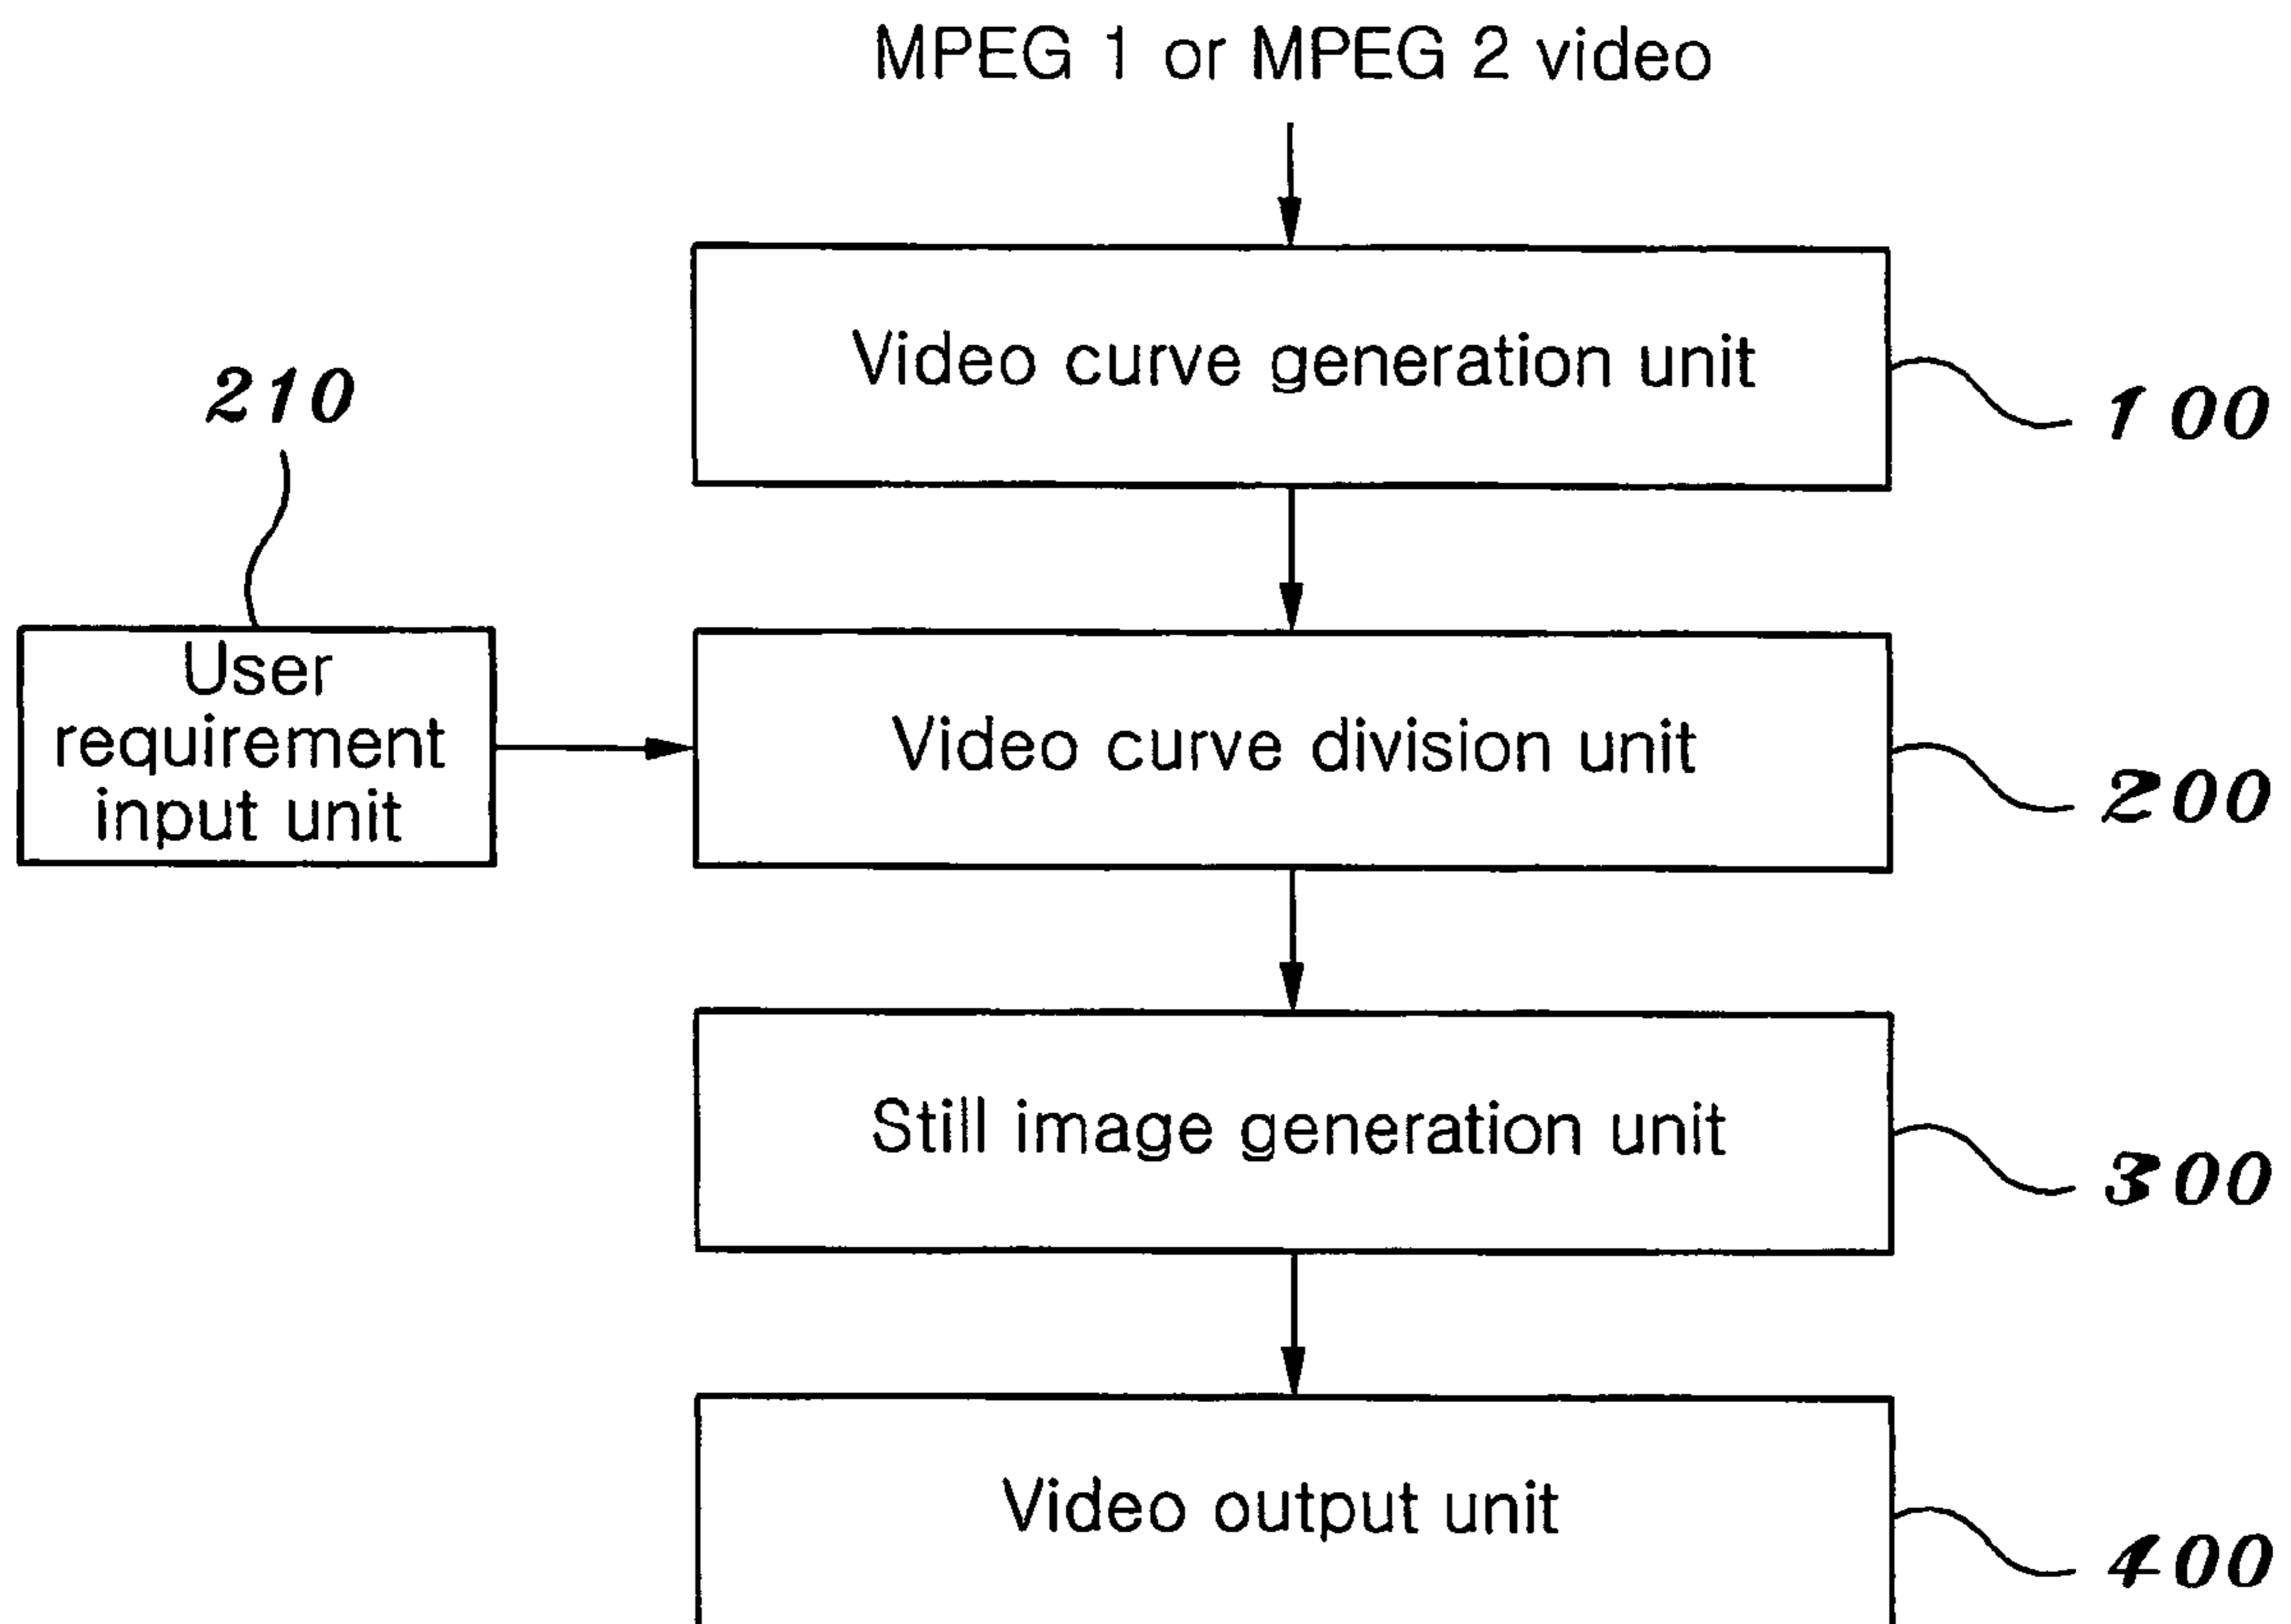 MPEG 1 or MPEG 2 video
Video curve generation unit
100
210
User
requirement
input unit
Video curve division unit
200
Still image generation unit
300
Video output unit
400